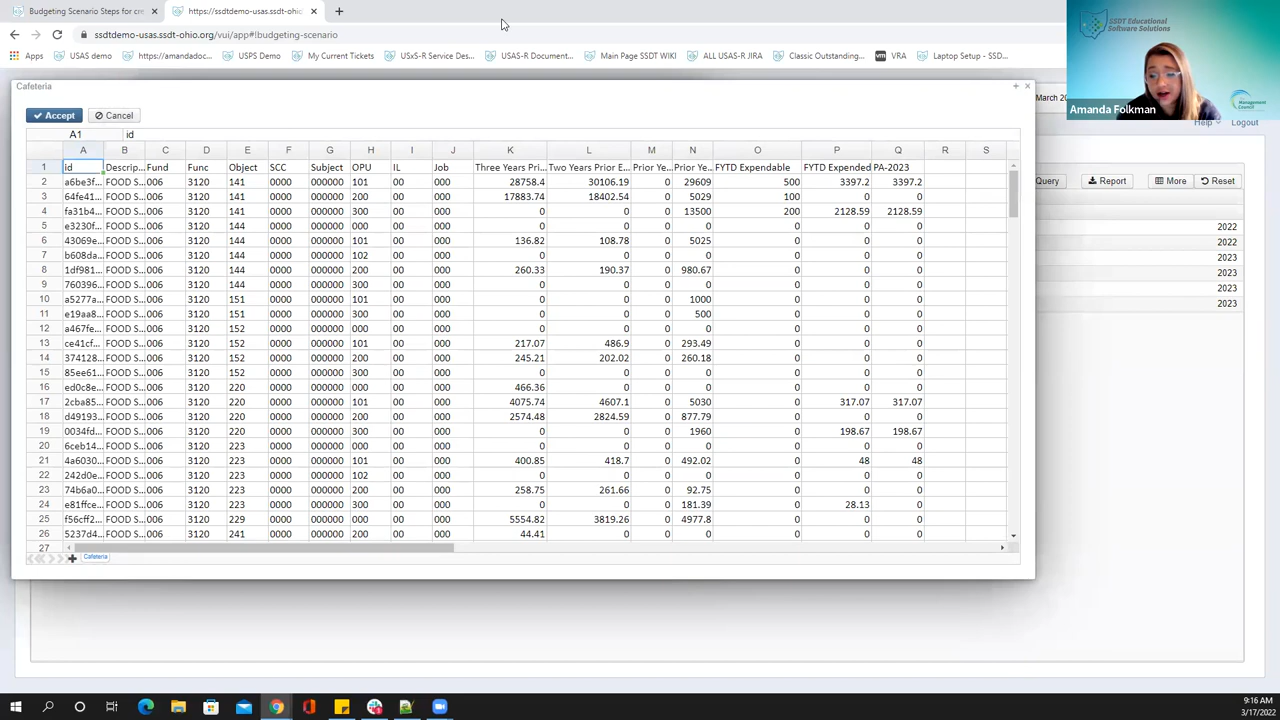 Budgeting Scenario Steps for cre
https://ssdtdemo-usas.ssdt-ohio
ssdtdemo-usas.ssdt-ohio.org/vui/app#!budgeting-scenario
Apps USAS demo https://amandadoc... USPS Demo My Current Tickets USxS-R Service Des... USAS-R Document... Main Page SSDT WIKI ALL USAS-R JIRA Classic Outstanding... vm VRA Laptop Setup - SS...
SSDT Educational
Software Solutions
Management
Council
Amanda Folkman
March 20
Help Logout
Cafeteria
Accept Cancel
Query Report More Reset
A1 id
A B C D E F G H I J K L M N O P Q R S
1 id Descrip... Fund Func Object SCC Subject OPU IL Job Three Years Pri... Two Years Prior E... Prior Ye... Prior Ye... FYTD Expendable FYTD Expended PA-2023
2 a6be3f... FOOD S... 006 3120 141 0000 000000 101 00 000 28758.4 30106.19 0 29609 500 3397.2 3397.2
3 64fe41... FOOD S... 006 3120 141 0000 000000 200 00 000 17883.74 18402.54 0 5029 100 0 0
4 fa31b4... FOOD S... 006 3120 141 0000 000000 300 00 000 0 0 0 13500 200 2128.59 2128.59
5 e3230f... FOOD S... 006 3120 144 0000 000000 000 00 000 0 0 0 0 0 0 0
6 43069e... FOOD S... 006 3120 144 0000 000000 101 00 000 136.82 108.78 0 5025 0 0 0
7 b608da... FOOD S... 006 3120 144 0000 000000 102 00 000 0 0 0 0 0 0 0
8 1df981... FOOD S... 006 3120 144 0000 000000 200 00 000 260.33 190.37 0 980.67 0 0 0
9 760396... FOOD S... 006 3120 144 0000 000000 300 00 000 0 0 0 0 0 0 0
10 a5277a... FOOD S... 006 3120 151 0000 000000 101 00 000 0 0 0 1000 0 0 0
11 e19aa8... FOOD S... 006 3120 151 0000 000000 300 00 000 0 0 0 500 0 0 0
12 a467fe... FOOD S... 006 3120 152 0000 000000 000 00 000 0 0 0 0 0 0 0
13 ce41cf... FOOD S... 006 3120 152 0000 000000 101 00 000 217.07 486.9 0 293.49 0 0 0
14 374128... FOOD S... 006 3120 152 0000 000000 200 00 000 245.21 202.02 0 260.18 0 0 0
15 85ee61... FOOD S... 006 3120 152 0000 000000 300 00 000 0 0 0 0 0 0 0
16 ed0c8e... FOOD S... 006 3120 220 0000 000000 000 00 000 466.36 0 0 0 0 0 0
17 2cba85... FOOD S... 006 3120 220 0000 000000 101 00 000 4075.74 4607.1 0 5030 0 317.07 317.07
18 d49193... FOOD S... 006 3120 220 0000 000000 200 00 000 2574.48 2824.59 0 877.79 0 0 0
19 0034fd... FOOD S... 006 3120 220 0000 000000 300 00 000 0 0 0 1960 0 198.67 198.67
20 6ceb14... FOOD S... 006 3120 223 0000 000000 000 00 000 0 0 0 0 0 0 0
21 4a6030... FOOD S... 006 3120 223 0000 000000 101 00 000 400.85 418.7 0 492.02 0 48 48
22 242d0e... FOOD S... 006 3120 223 0000 000000 102 00 000 0 0 0 0 0 0 0
23 74b6a0... FOOD S... 006 3120 223 0000 000000 200 00 000 258.75 261.66 0 92.75 0 0 0
24 e81ffce... FOOD S... 006 3120 223 0000 000000 300 00 000 0 0 0 181.39 0 28.13 0
25 f56cff2... FOOD S... 006 3120 229 0000 000000 000 00 000 5554.82 3819.26 0 4977.8 0 0 0
26 5237d4... FOOD S... 006 3120 241 0000 000000 200 00 000 44.41 0 0 0 0 0 0
27
Cafeteria
2022
2022
2023
2023
2023
2023
9:16 AM
3/17/2022